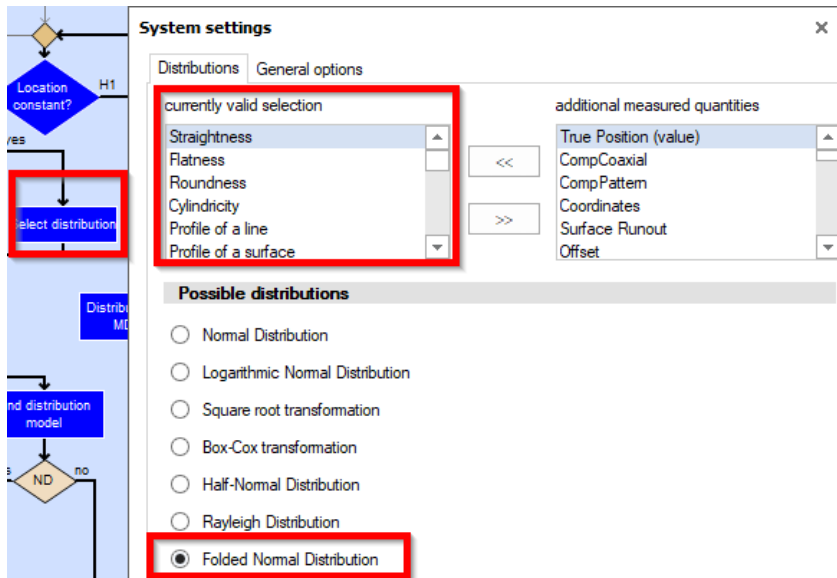 System settings
Distributions
General options
currently valid selection
Straightness
Flatness
Roundness
Cylindricity
Profile of a line
Profile of a surface
<<
>>
additional measured quantities
True Position (value)
CompCoaxial
CompPattern
Coordinates
Surface Runout
Offset
Possible distributions
Normal Distribution
Logarithmic Normal Distribution
Square root transformation
Box-Cox transformation
Half-Normal Distribution
Rayleigh Distribution
Folded Normal Distribution
Location
constant?
H1
yes
elect distribution
Distrib
MD
nd distribution
model
s
ND
no